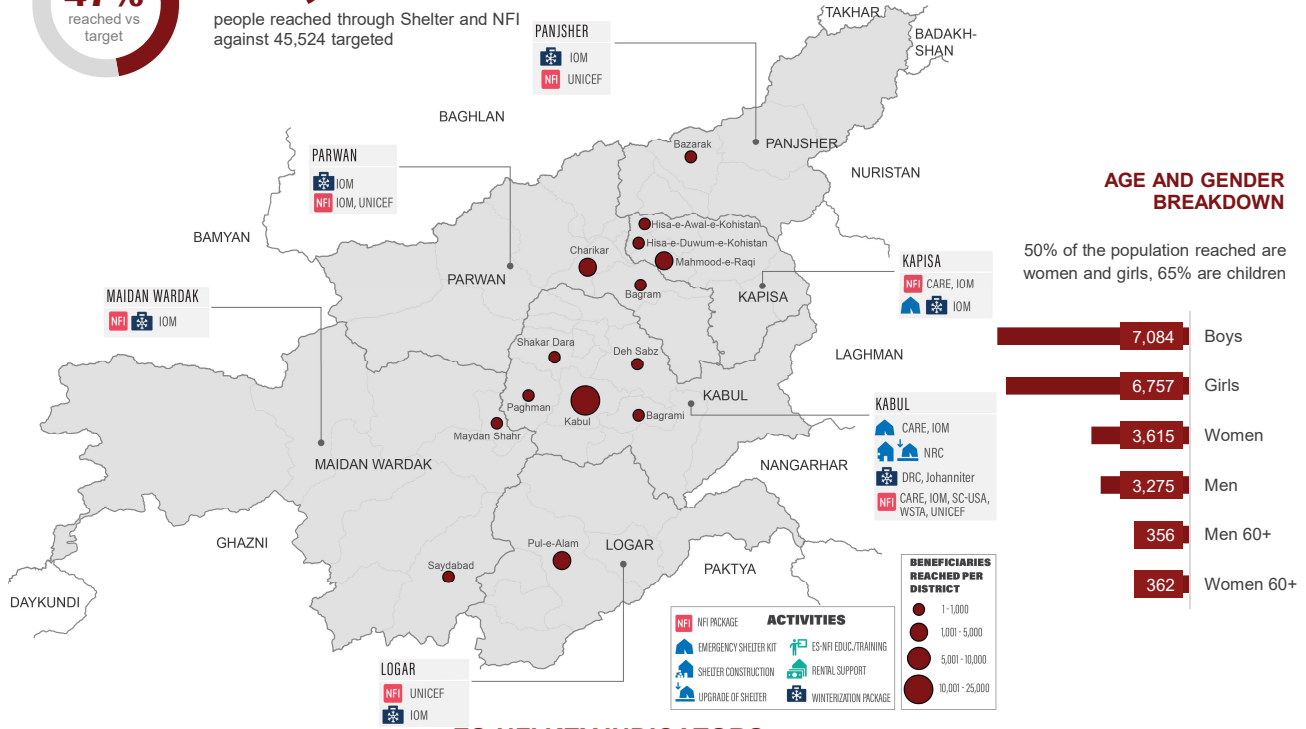 47%
reached vs
target
people reached through Shelter and NFI
against 45,524 targeted
PANJSHER
IOM
NFI UNICEF
TAKHAR
BADAKH-
SHAN
BAGHLAN
PARWAN
IOM
NFI IOM, UNICEF
Bazarak
PANJSHER
NURISTAN
AGE AND GENDER
BREAKDOWN
50% of the population reached are
women and girls, 65% are children
BAMYAN
Hisa-e-Awal-e-Kohistan
Hisa-e-Duwum-e-Kohistan
Charikar
Mahmood-e-Raqi
PARWAN
Bagram
KAPISA
KAPISA
NFI CARE, IOM
IOM
MAIDAN WARDAK
NFI IOM
Shakar Dara
Deh Sabz
LAGHMAN
Paghman
Kabul
Bagrami
KABUL
Maydan Shahr
MAIDAN WARDAK
KABUL
CARE, IOM
NRC
DRC, Johanniter
NFI CARE, IOM, SC-USA,
WSTA, UNICEF
NANGARHAR
7,084 Boys
6,757 Girls
3,615 Women
3,275 Men
356 Men 60+
362 Women 60+
GHAZNI
Pul-e-Alam
LOGAR
Saydabad
PAKTYA
DAYKUNDI
LOGAR
NFI UNICEF
IOM
ACTIVITIES
NFI NFI PACKAGE
EMERGENCY SHELTER KIT
SHELTER CONSTRUCTION
UPGRADE OF SHELTER
ES-NFI EDUC./TRAINING
RENTAL SUPPORT
WINTERIZATION PACKAGE
BENEFICIARIES
REACHED PER
DISTRICT
1 - 1,000
1,001 - 5,000
5,001 - 10,000
10,001 - 25,000